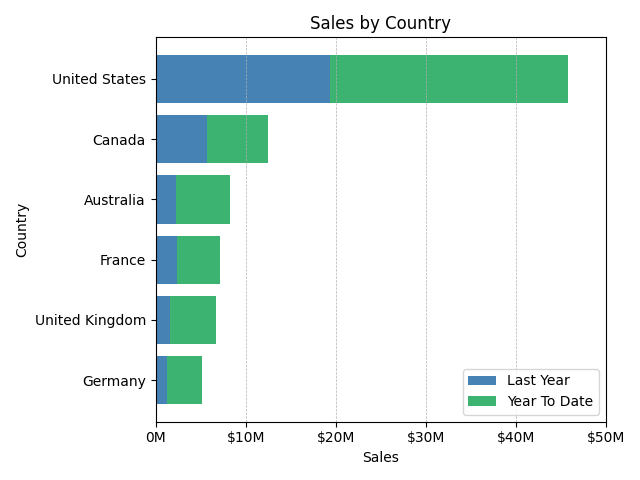 Sales by Country
United States
Canada
Australia
France
United Kingdom
Germany
Country
0M $10M $20M $30M $40M $50M
Sales
Last Year
Year To Date